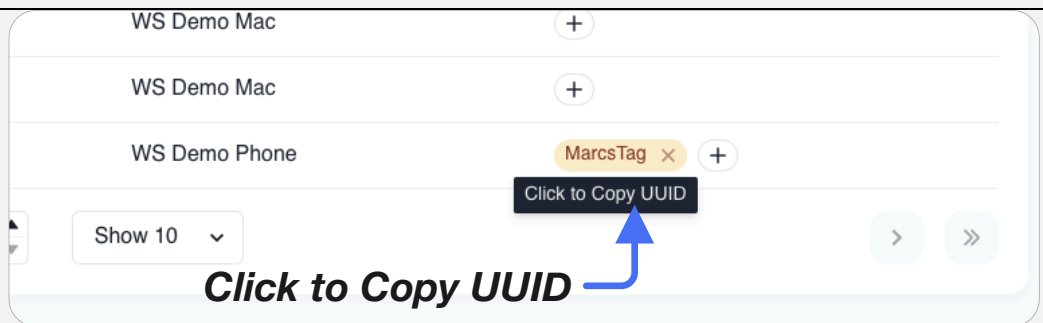 WS Demo Mac +
WS Demo Mac +
WS Demo Phone MarcsTag × +
Click to Copy UUID
Show 10
Click to Copy UUID